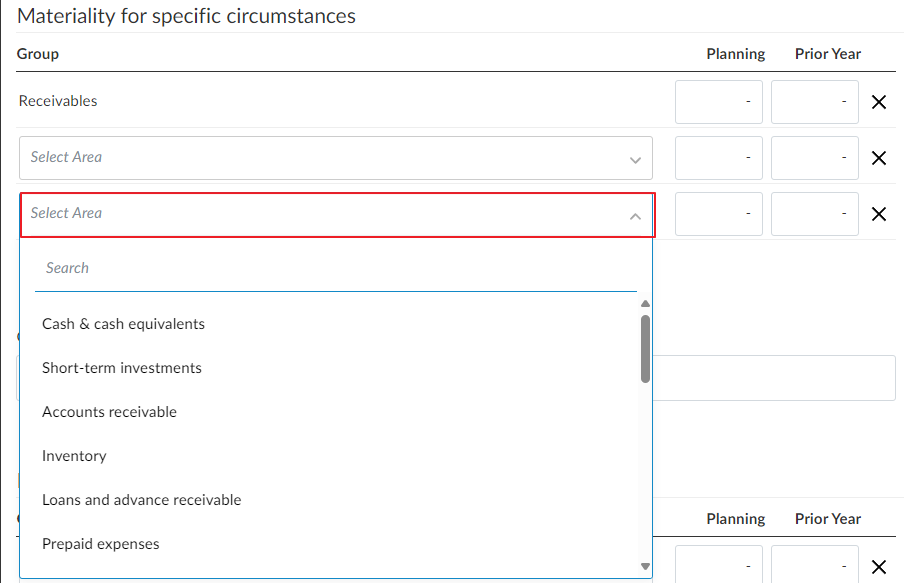 Materiality for specific circumstances
Group Planning Prior Year
Receivables - -
Select Area - -
Select Area - -
Search
Cash & cash equivalents
Short-term investments
Accounts receivable
Inventory
Loans and advance receivable
Planning Prior Year
Prepaid expenses
- -